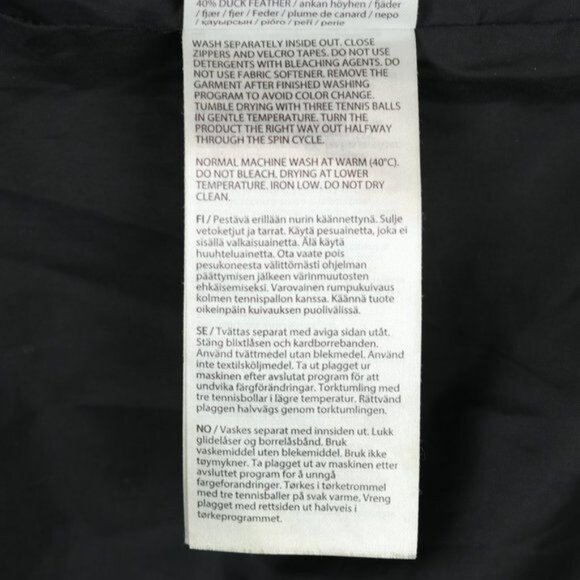 40% DUCK FEATHER / ankan höyhen / fjäder
/ fjær / fjer / Feder / plume de canard / перо
/ қауырсын / pióro / peří / perie
WASH SEPARATELY INSIDE OUT. CLOSE
ZIPPERS AND VELCRO TAPES. DO NOT USE
DETERGENTS WITH BLEACHING AGENTS. DO
NOT USE FABRIC SOFTENER. REMOVE THE
GARMENT AFTER FINISHED WASHING
PROGRAM TO AVOID COLOR CHANGE.
TUMBLE DRYING WITH THREE TENNIS BALLS
IN GENTLE TEMPERATURE. TURN THE
PRODUCT THE RIGHT WAY OUT HALFWAY
THROUGH THE SPIN CYCLE.
NORMAL MACHINE WASH AT WARM (40°C).
DO NOT BLEACH. DRYING AT LOWER
TEMPERATURE. IRON LOW. DO NOT DRY
CLEAN.
FI / Pestävä erillään nurin käännettynä. Sulje
vetoketjut ja tarrat. Käytä pesuainetta, joka ei
sisällä valkaisuainetta. Älä käytä
huuhteluainetta. Ota vaate pois
pesukoneesta välittömästi ohjelman
päättymisen jälkeen värinmuutosten
ehkäisemiseksi. Varovainen rumpukuivaus
kolmen tennispallon kanssa. Käännä tuote
oikeinpäin kuivauksen puolivälissä.
SE / Tvättas separat med aviga sidan utåt.
Stäng blixtlåsen och kardborrebanden.
Använd tvättmedel utan blekmedel. Använd
inte textilsköljmedel. Ta ut plagget ur
maskinen efter avslutat program för att
undvika färgförändringar. Torktumling med
tre tennisbollar i lägre temperatur. Rättvänd
plaggen halvvägs genom torktumlingen.
NO / Vaskes separat med innsiden ut. Lukk
glidelåser og borrelåsbånd. Bruk
vaskemiddel uten blekemiddel. Bruk ikke
tøymykner. Ta plagget ut av maskinen etter
avsluttet program for å unngå
fargeforandringer. Tørkes i tørketrommel
med tre tennisballer på svak varme. Vreng
plagget med rettsiden ut halvveis i
tørkeprogrammet.